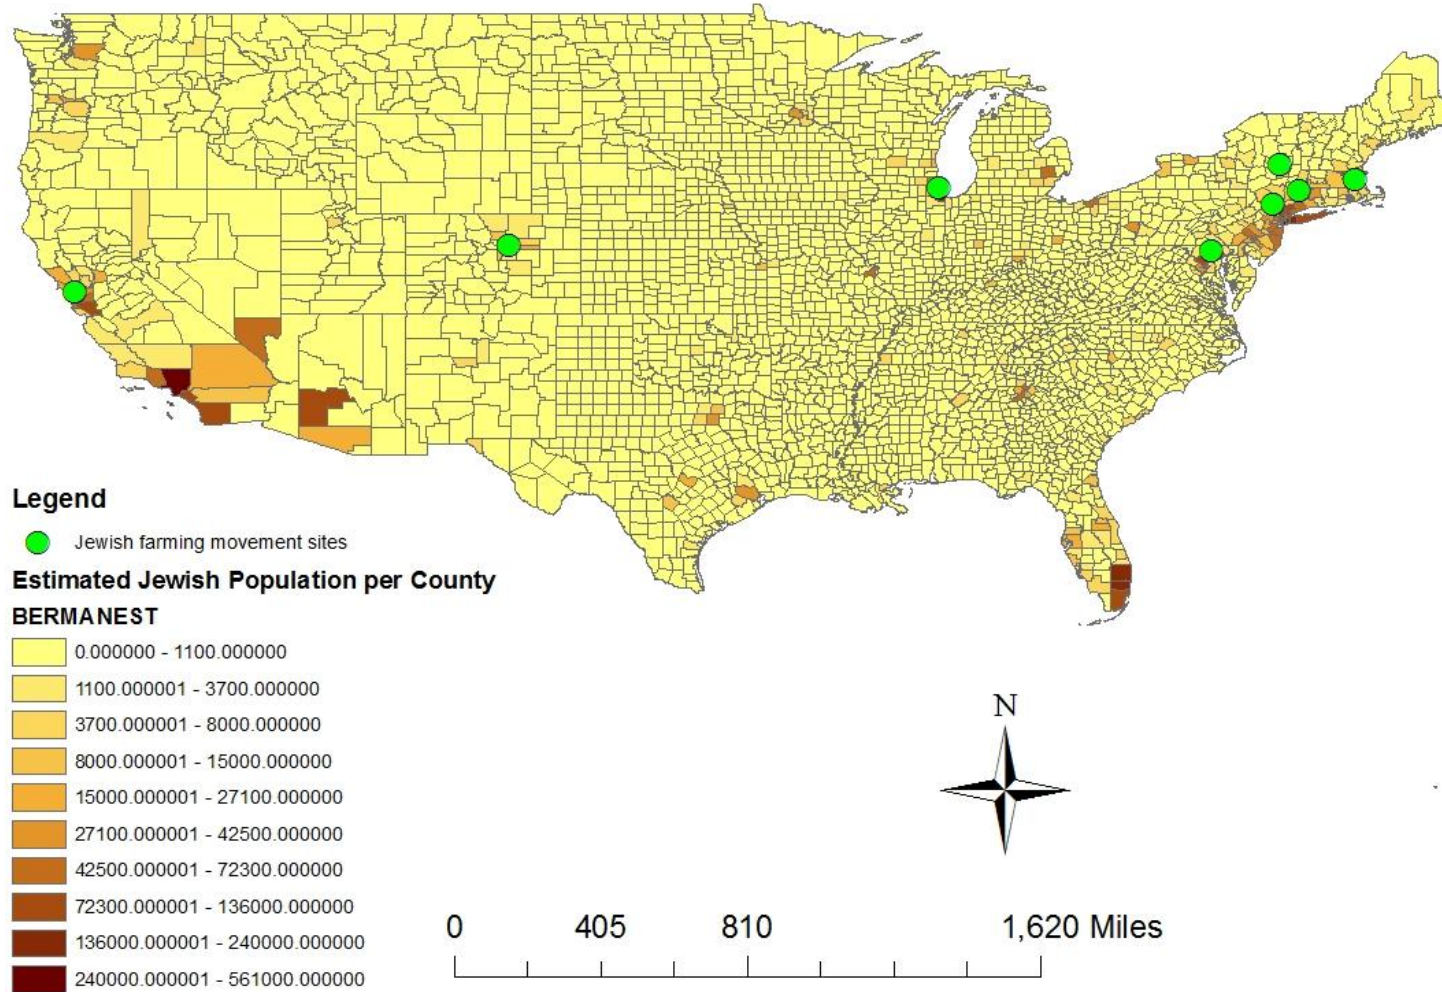 Legend
Jewish farming movement sites
Estimated Jewish Population per County
BERMANEST
0.000000 - 1100.000000
1100.000001 - 3700.000000
3700.000001 - 8000.000000
8000.000001 - 15000.000000
15000.000001 - 27100.000000
27100.000001 - 42500.000000
42500.000001 - 72300.000000
72300.000001 - 136000.000000
136000.000001 - 240000.000000
240000.000001 - 561000.000000
N
0 405 810 1,620 Miles